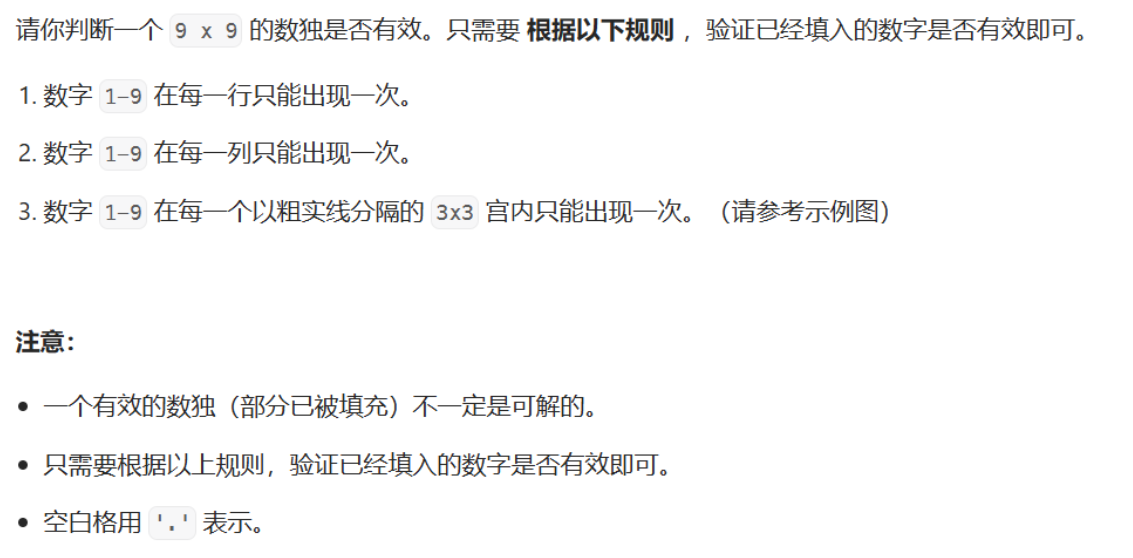 请你判断一个 9 x 9 的数独是否有效。只需要 根据以下规则 ，验证已经填入的数字是否有效即可。
1. 数字 1-9 在每一行只能出现一次。
2. 数字 1-9 在每一列只能出现一次。
3. 数字 1-9 在每一个以粗实线分隔的 3x3 宫内只能出现一次。（请参考示例图）
注意：
• 一个有效的数独（部分已被填充）不一定是可解的。
• 只需要根据以上规则，验证已经填入的数字是否有效即可。
• 空白格用 '.' 表示。